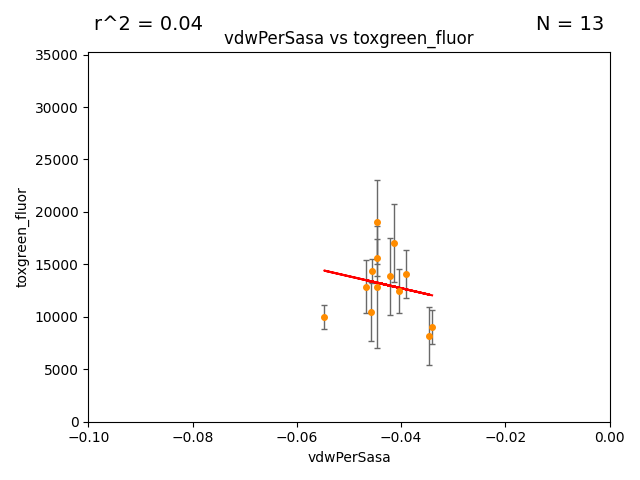 r^2 = 0.04
N = 13
vdwPerSasa vs toxgreen_fluor
35000
30000
25000
20000
15000
10000
5000
0
toxgreen_fluor
−0.10 −0.08 −0.06 −0.04 −0.02 0.00
vdwPerSasa